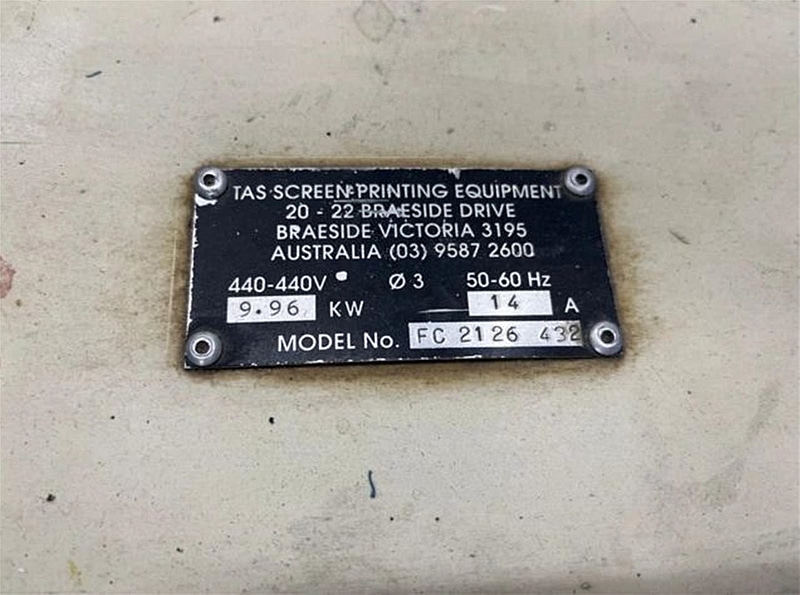 TAS SCREEN PRINTING EQUIPMENT
20 - 22 BRAESIDE DRIVE
BRAESIDE VICTORIA 3195
AUSTRALIA (03) 9587 2600
440-440V Ø 3 50-60 Hz
9.96 KW 14 A
MODEL No. FC 2126 432